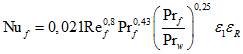 Nu_f = 0,021Re_f^0,8 Pr_f^0,43 (Pr_f / Pr_w)^0,25 ε_l ε_R